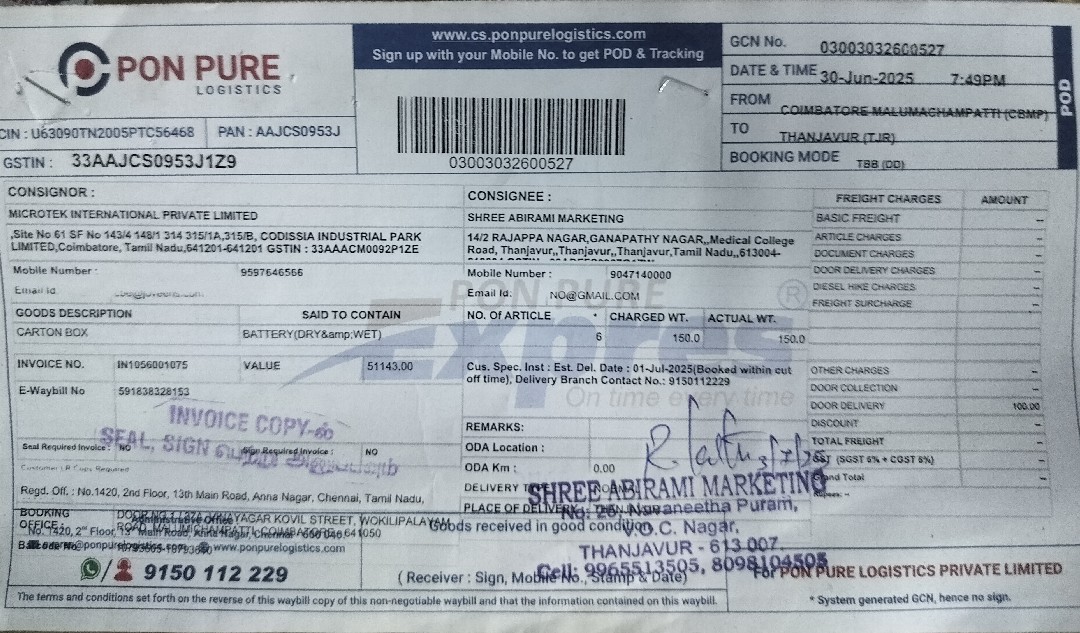 PON PURE
LOGISTICS
CIN : U63090TN2005PTC56468 PAN : AAJCS0953J
GSTIN : 33AAJCS0953J1Z9
www.cs.ponpurelogistics.com
Sign up with your Mobile No. to get POD & Tracking
03003032600527
GCN No. 03003032600527
DATE & TIME 30-Jun-2025 7:49PM
FROM COIMBATORE MALUMACHAMPATTI (CBMP)
TO THANJAVUR (TJR)
BOOKING MODE TBB (DD)
POD
CONSIGNOR :
MICROTEK INTERNATIONAL PRIVATE LIMITED
,Site No 61 SF No 143/4 148/1 314 315/1A,315/B, CODISSIA INDUSTRIAL PARK
LIMITED,Coimbatore, Tamil Nadu,641201-641201 GSTIN : 33AAACM0092P1ZE
Mobile Number : 9597646566
Email Id.
CONSIGNEE :
SHREE ABIRAMI MARKETING
14/2 RAJAPPA NAGAR,GANAPATHY NAGAR,,Medical College
Road, Thanjavur,,Thanjavur,,Thanjavur,Tamil Nadu,,613004-
Mobile Number : 9047140000
Email Id. NO@GMAIL.COM
GOODS DESCRIPTION SAID TO CONTAIN
CARTON BOX BATTERY(DRY&amp;WET)
NO. OF ARTICLE * CHARGED WT. ACTUAL WT.
6 150.0 150.0
INVOICE NO. IN1056001075 VALUE 51143.00
E-Waybill No 591838328153
Cus. Spec. Inst : Est. Del. Date : 01-Jul-2025(Booked within cut
off time), Delivery Branch Contact No.: 9150112229
PON PURE ®
Expres
On time every time
INVOICE COPY-ல்
SEAL, SIGN
Seal Required Invoice : NO Sign Required Invoice : NO
Customer LR Copy Required
REMARKS:
ODA Location :
ODA Km : 0.00
DELIVERY
PLACE OF DELIVERY
Goods received in good condition
FREIGHT CHARGES AMOUNT
BASIC FREIGHT --
ARTICLE CHARGES --
DOCUMENT CHARGES --
DOOR DELIVERY CHARGES --
DIESEL HIKE CHARGES --
FREIGHT SURCHARGE --
OTHER CHARGES --
DOOR COLLECTION --
DOOR DELIVERY 100.00
DISCOUNT --
TOTAL FREIGHT --
GST (SGST 6% + CGST 6%) --
SHREE ABIRAMI MARKETING
Navaneetha Puram,
V.O.C. Nagar,
THANJAVUR - 613 007.
Cell: 9965513505, 8098104505
Regd. Off. : No.1420, 2nd Floor, 13th Main Road, Anna Nagar, Chennai, Tamil Nadu,
BOOKING
OFFICE:
Administrative Office
www.ponpurelogistics.com
9150 112 229
( Receiver : Sign, Mobile No., Stamp & Date)
For PON PURE LOGISTICS PRIVATE LIMITED
The terms and conditions set forth on the reverse of this waybill copy of this non-negotiable waybill and that the information contained on this waybill.
* System generated GCN, hence no sign.